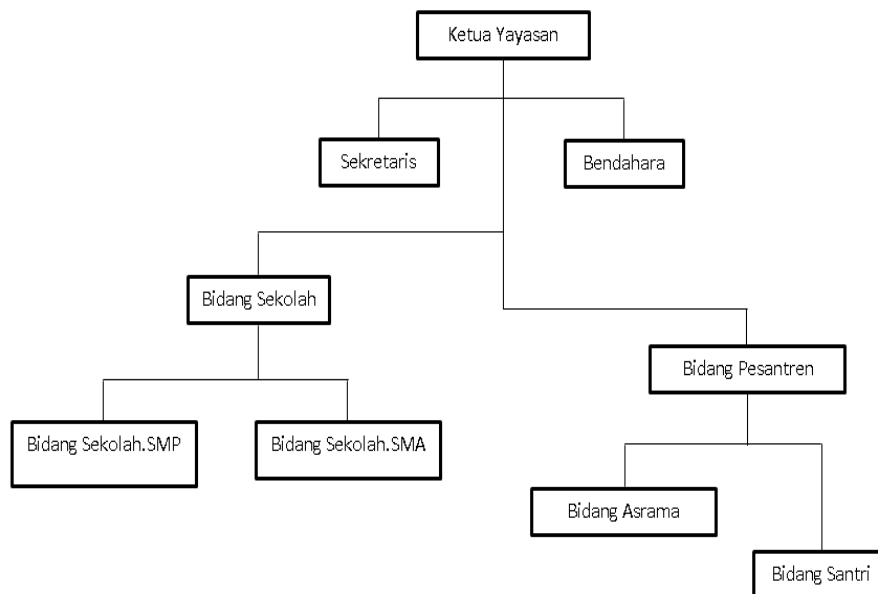 Ketua Yayasan
Sekretaris
Bendahara
Bidang Sekolah
Bidang Pesantren
Bidang Sekolah.SMP
Bidang Sekolah.SMA
Bidang Asrama
Bidang Santri